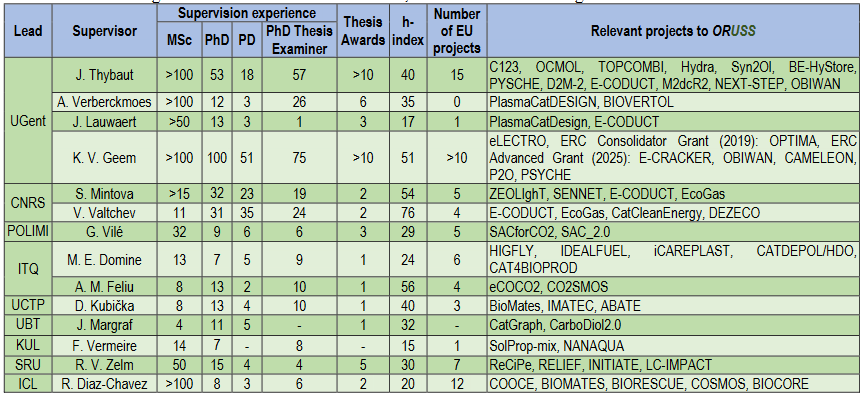 Lead Supervisor Supervision experience Thesis Awards h-index Number of EU projects Relevant projects to ORUSS
MSc PhD PD PhD Thesis Examiner
UGent J. Thybaut >100 53 18 57 >10 40 15 C123, OCMOL, TOPCOMBI, Hydra, Syn2Ol, BE-HyStore,
PYSCHE, D2M-2, E-CODUCT, M2dcR2, NEXT-STEP, OBIWAN
A. Verberckmoes >100 12 3 26 6 35 0 PlasmaCatDESIGN, BIOVERTOL
J. Lauwaert >50 13 3 1 3 17 1 PlasmaCatDesign, E-CODUCT
K. V. Geem >100 100 51 75 >10 51 >10 eLECTRO, ERC Consolidator Grant (2019): OPTIMA, ERC
Advanced Grant (2025): E-CRACKER, OBIWAN, CAMELEON,
P2O, PSYCHE
CNRS S. Mintova >15 32 23 19 2 54 5 ZEOLIghT, SENNET, E-CODUCT, EcoGas
V. Valtchev 11 31 35 24 2 76 4 E-CODUCT, EcoGas, CatCleanEnergy, DEZECO
POLIMI G. Vilé 32 9 6 6 3 29 5 SACforCO2, SAC_2.0
ITQ M. E. Domine 13 7 5 9 1 24 6 HIGFLY, IDEALFUEL, iCAREPLAST, CATDEPOL/HDO,
CAT4BIOPROD
A. M. Feliu 8 13 2 10 1 56 4 eCOCO2, CO2SMOS
UCTP D. Kubička 8 13 4 10 1 40 3 BioMates, IMATEC, ABATE
UBT J. Margraf 4 11 5 - 1 32 - CatGraph, CarboDiol2.0
KUL F. Vermeire 14 7 - 8 - 15 1 SolProp-mix, NANAQUA
SRU R. V. Zelm 50 15 4 4 5 30 7 ReCiPe, RELIEF, INITIATE, LC-IMPACT
ICL R. Diaz-Chavez >100 8 3 6 2 20 12 COOCE, BIOMATES, BIORESCUE, COSMOS, BIOCORE